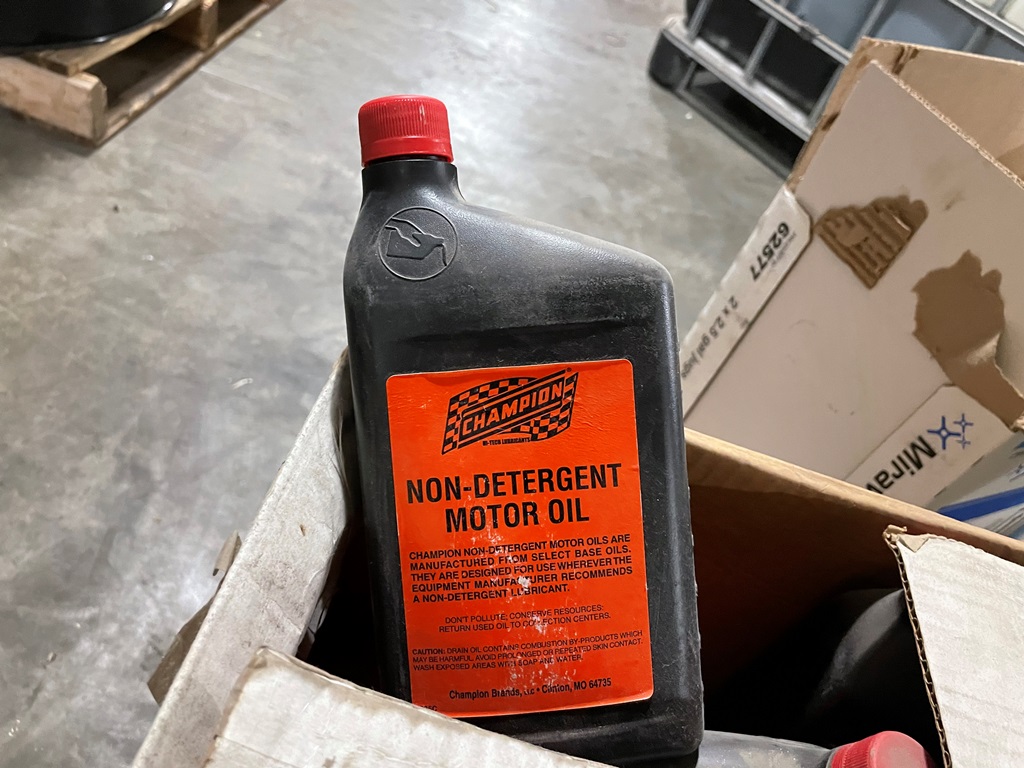 CHAMPION
HI-TECH LUBRICANTS
NON-DETERGENT
MOTOR OIL
CHAMPION NON-DETERGENT MOTOR OILS ARE
MANUFACTURED FROM SELECT BASE OILS.
THEY ARE DESIGNED FOR USE WHEREVER THE
EQUIPMENT MANUFACTURER RECOMMENDS
A NON-DETERGENT LUBRICANT.
DON'T POLLUTE; CONSERVE RESOURCES;
RETURN USED OIL TO COLLECTION CENTERS.
CAUTION: DRAIN OIL CONTAINS COMBUSTION BY-PRODUCTS WHICH
MAY BE HARMFUL. AVOID PROLONGED OR REPEATED SKIN CONTACT.
WASH EXPOSED AREAS WITH SOAP AND WATER.
Champion Brands, • Clinton, MO 64735
62577
2 x 2.5 gal
Mirav